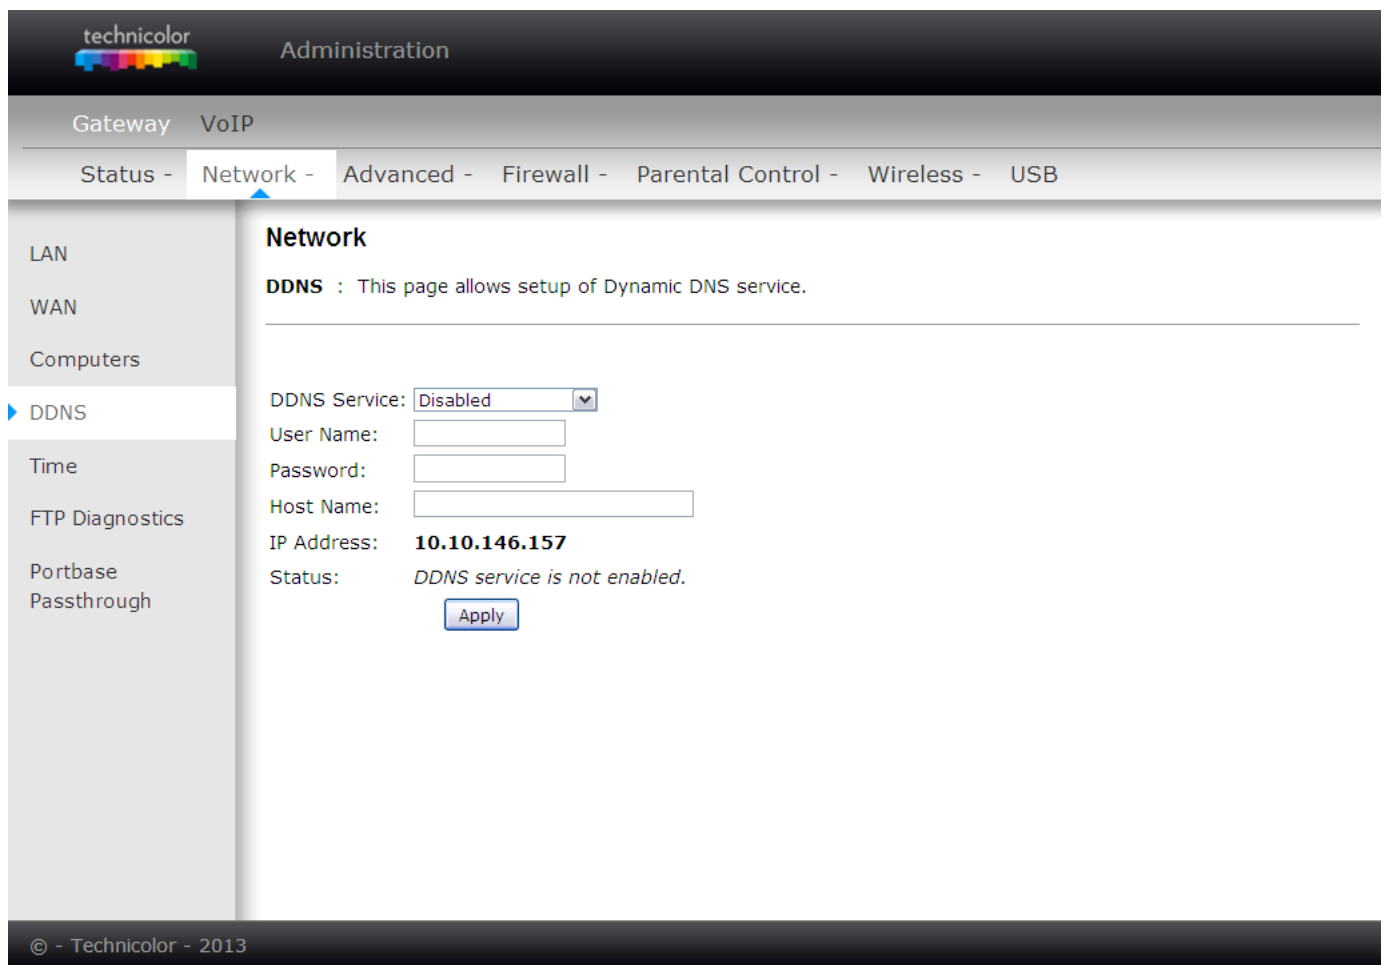 technicolor
Administration
Gateway VoIP
Status - Network - Advanced - Firewall - Parental Control - Wireless - USB
LAN
WAN
Computers
DDNS
Time
FTP Diagnostics
Portbase
Passthrough
Network
DDNS : This page allows setup of Dynamic DNS service.
DDNS Service: Disabled
User Name:
Password:
Host Name:
IP Address: 10.10.146.157
Status: DDNS service is not enabled.
Apply
© - Technicolor - 2013